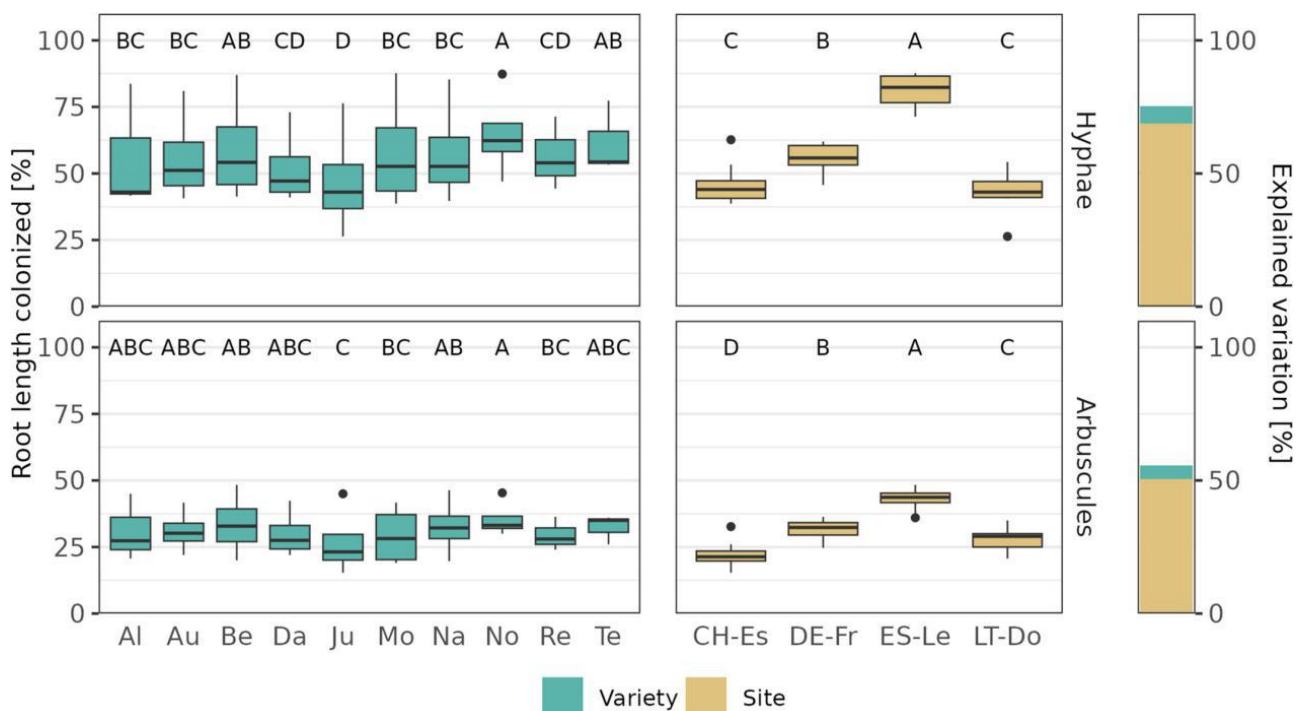 Root length colonized [%]
100
75
50
25
0
BC BC AB CD D BC BC A CD AB
C B A C
Hyphae
100
50
0
100
75
50
25
0
ABC ABC AB ABC C BC AB A BC ABC
D B A C
Arbuscules
100
50
0
Explained variation [%]
Al Au Be Da Ju Mo Na No Re Te
CH-Es DE-Fr ES-Le LT-Do
Variety Site